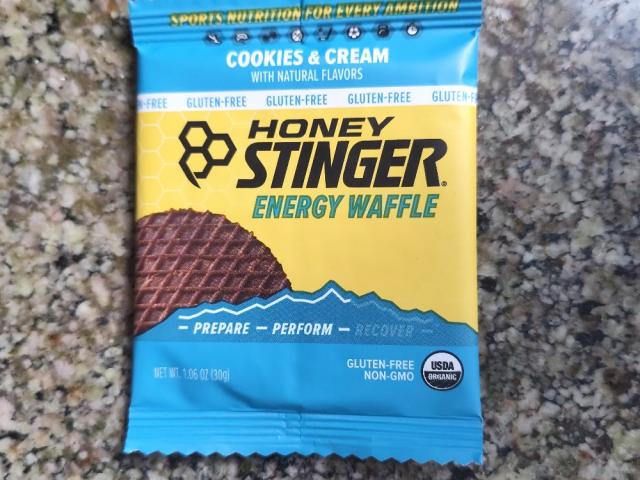 SPORTS NUTRITION FOR EVERY AMBITION
COOKIES & CREAM
WITH NATURAL FLAVORS
N-FREE GLUTEN-FREE GLUTEN-FREE GLUTEN-FREE GLUTEN-F
HONEY
STINGER®
ENERGY WAFFLE
— PREPARE — PERFORM — RECOVER —
NET WT. 1.06 OZ (30g)
GLUTEN-FREE
NON-GMO
USDA
ORGANIC